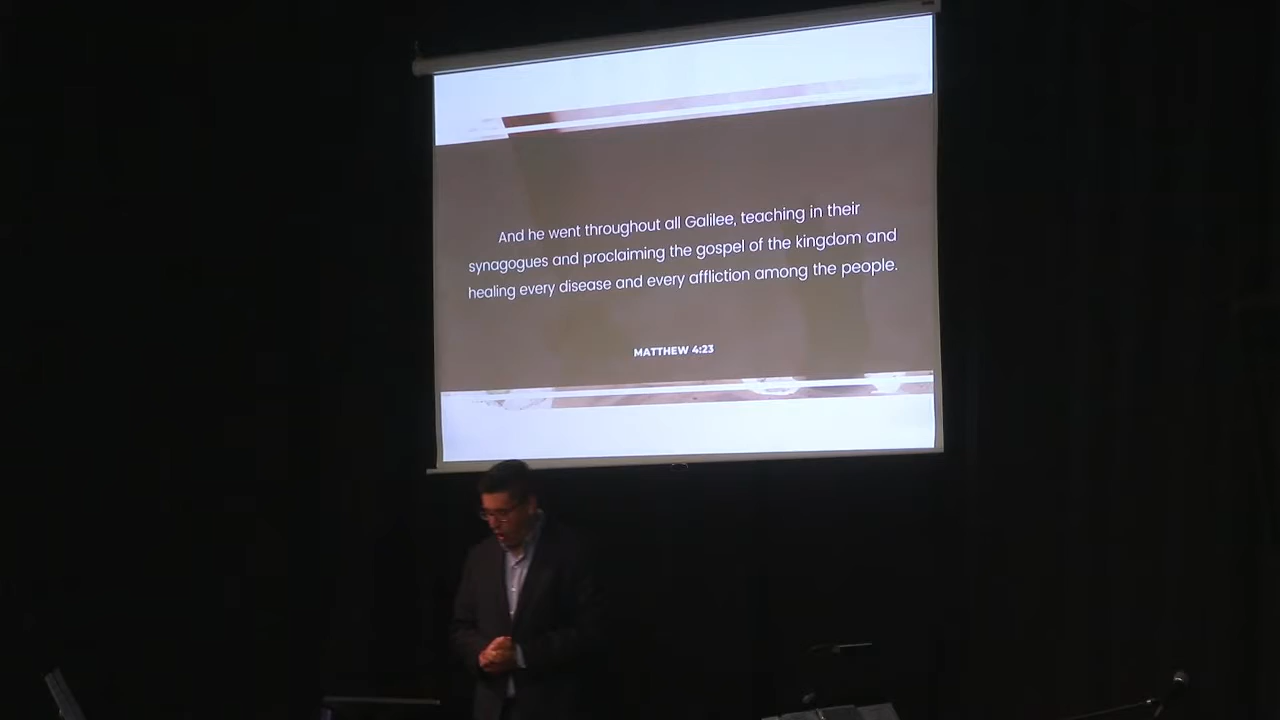 And he went throughout all Galilee, teaching in their
synagogues and proclaiming the gospel of the kingdom and
healing every disease and every affliction among the people.
MATTHEW 4:23